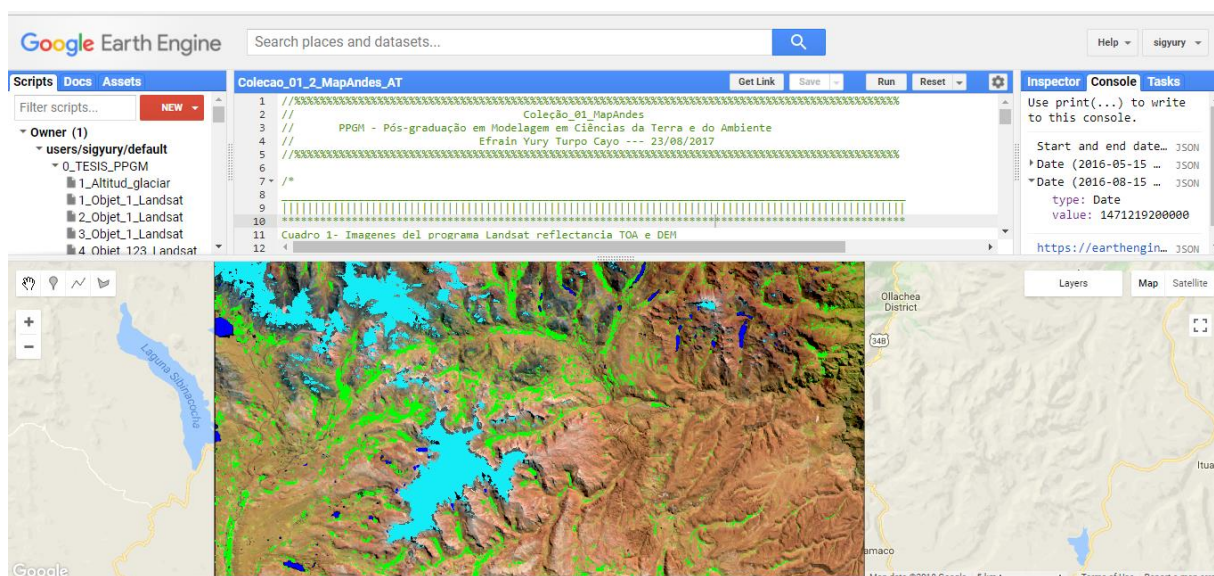 Google Earth Engine
Search places and datasets...
Help
sigyury
Scripts Docs Assets
Filter scripts...
NEW
Owner (1)
users/sigyury/default
0_TESIS_PPGM
1_Altitud_glaciar
1_Objet_1_Landsat
2_Objet_1_Landsat
3_Objet_1_Landsat
4_Objet_123_Landsat
Colecao_01_2_MapAndes_AT
Get Link Save Run Reset
1
2 // Coleção_01_MapAndes
3 // PPGM - Pós-graduação em Modelagem em Ciências da Terra e do Ambiente
4 // Efrain Yury Turpo Cayo --- 23/08/2017
5
6
7 /*
8
9
10
11 Cuadro 1- Imagenes del programa Landsat reflectancia TOA e DEM
12
Inspector Console Tasks
Use print(...) to write
to this console.
Start and end date… JSON
Date (2016-05-15 … JSON
Date (2016-08-15 … JSON
type: Date
value: 1471219200000
https://earthengin… JSON
Layers
Map Satellite
+
−
Laguna Sibinacocha
Ollachea
District
34B
Itua
amaco
Google